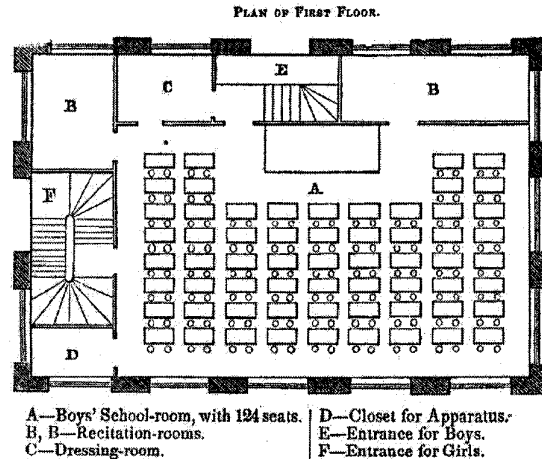 PLAN OF FIRST FLOOR.
E
C
B
B
F
A
D
A—Boys' School-room, with 124 seats.
B, B—Recitation-rooms.
C—Dressing-room.
D—Closet for Apparatus.
E—Entrance for Boys.
F—Entrance for Girls.